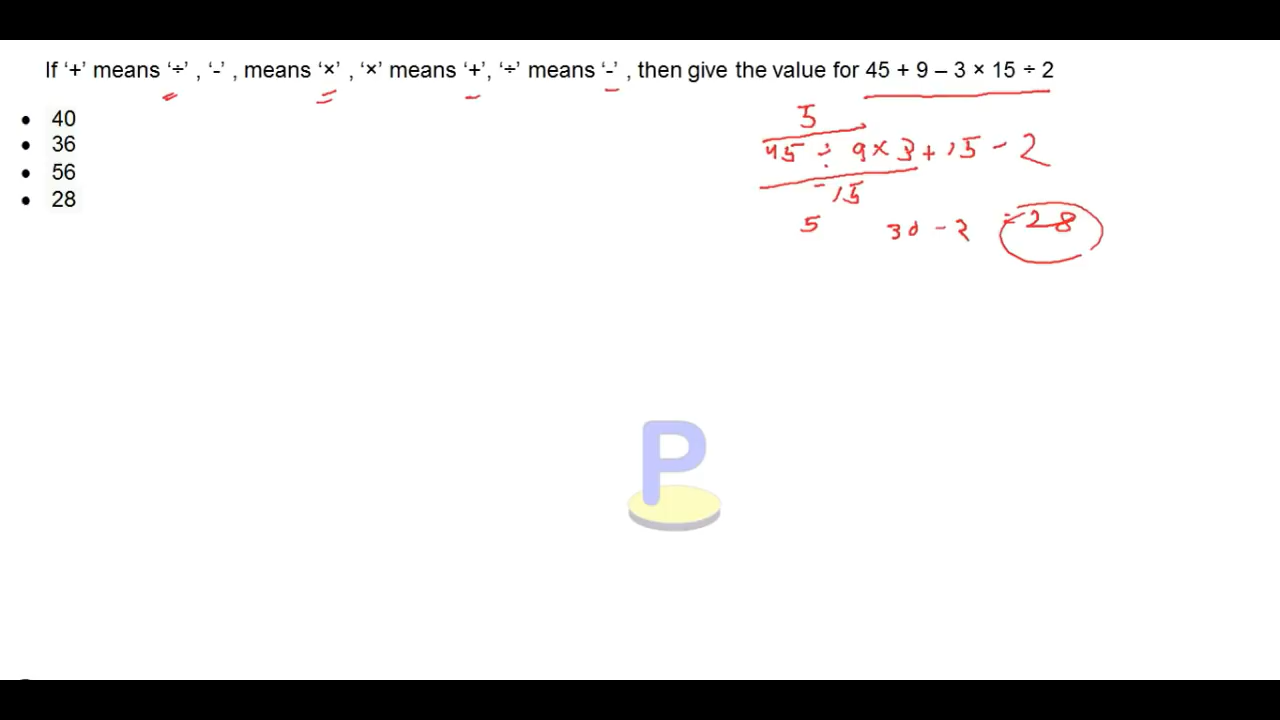 If ‘+’ means ‘÷’ , ‘-’ , means ‘×’ , ‘×’ means ‘+’, ‘÷’ means ‘-’ , then give the value for 45 + 9 – 3 × 15 ÷ 2
• 40
• 36
• 56
• 28
5
45 ÷ 9 × 3 + 15 - 2
15
5 30 - 2 = 28
P